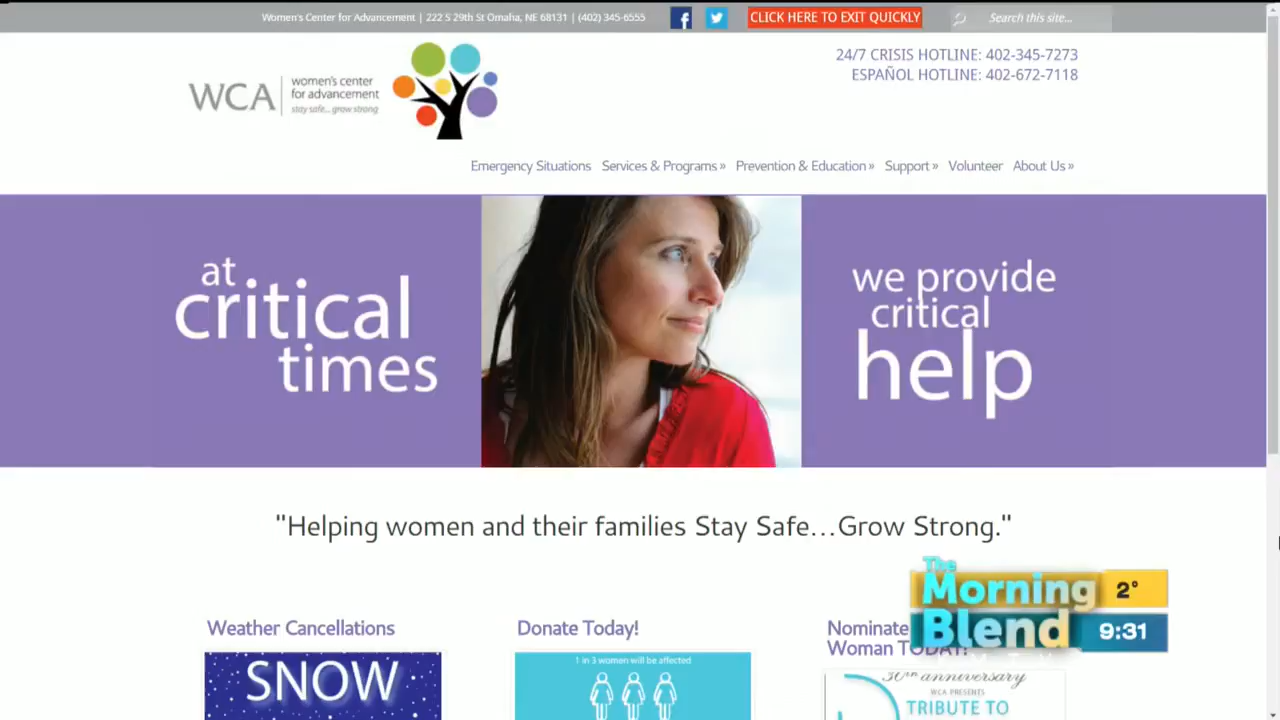 Women's Center for Advancement | 222 S 29th St Omaha, NE 68131 | (402) 345-6555
CLICK HERE TO EXIT QUICKLY
Search this site...
WCA
women's center
for advancement
stay safe... grow strong
24/7 CRISIS HOTLINE: 402-345-7273
ESPAÑOL HOTLINE: 402-672-7118
Emergency Situations Services & Programs » Prevention & Education » Support » Volunteer About Us »
at
critical
times
we provide
critical
help
"Helping women and their families Stay Safe...Grow Strong."
Weather Cancellations
SNOW
Donate Today!
1 in 3 women will be affected
Nominate
Woman TODAY!
30th anniversary
WCA PRESENTS
TRIBUTE TO
The
Morning
Blend
2°
9:31